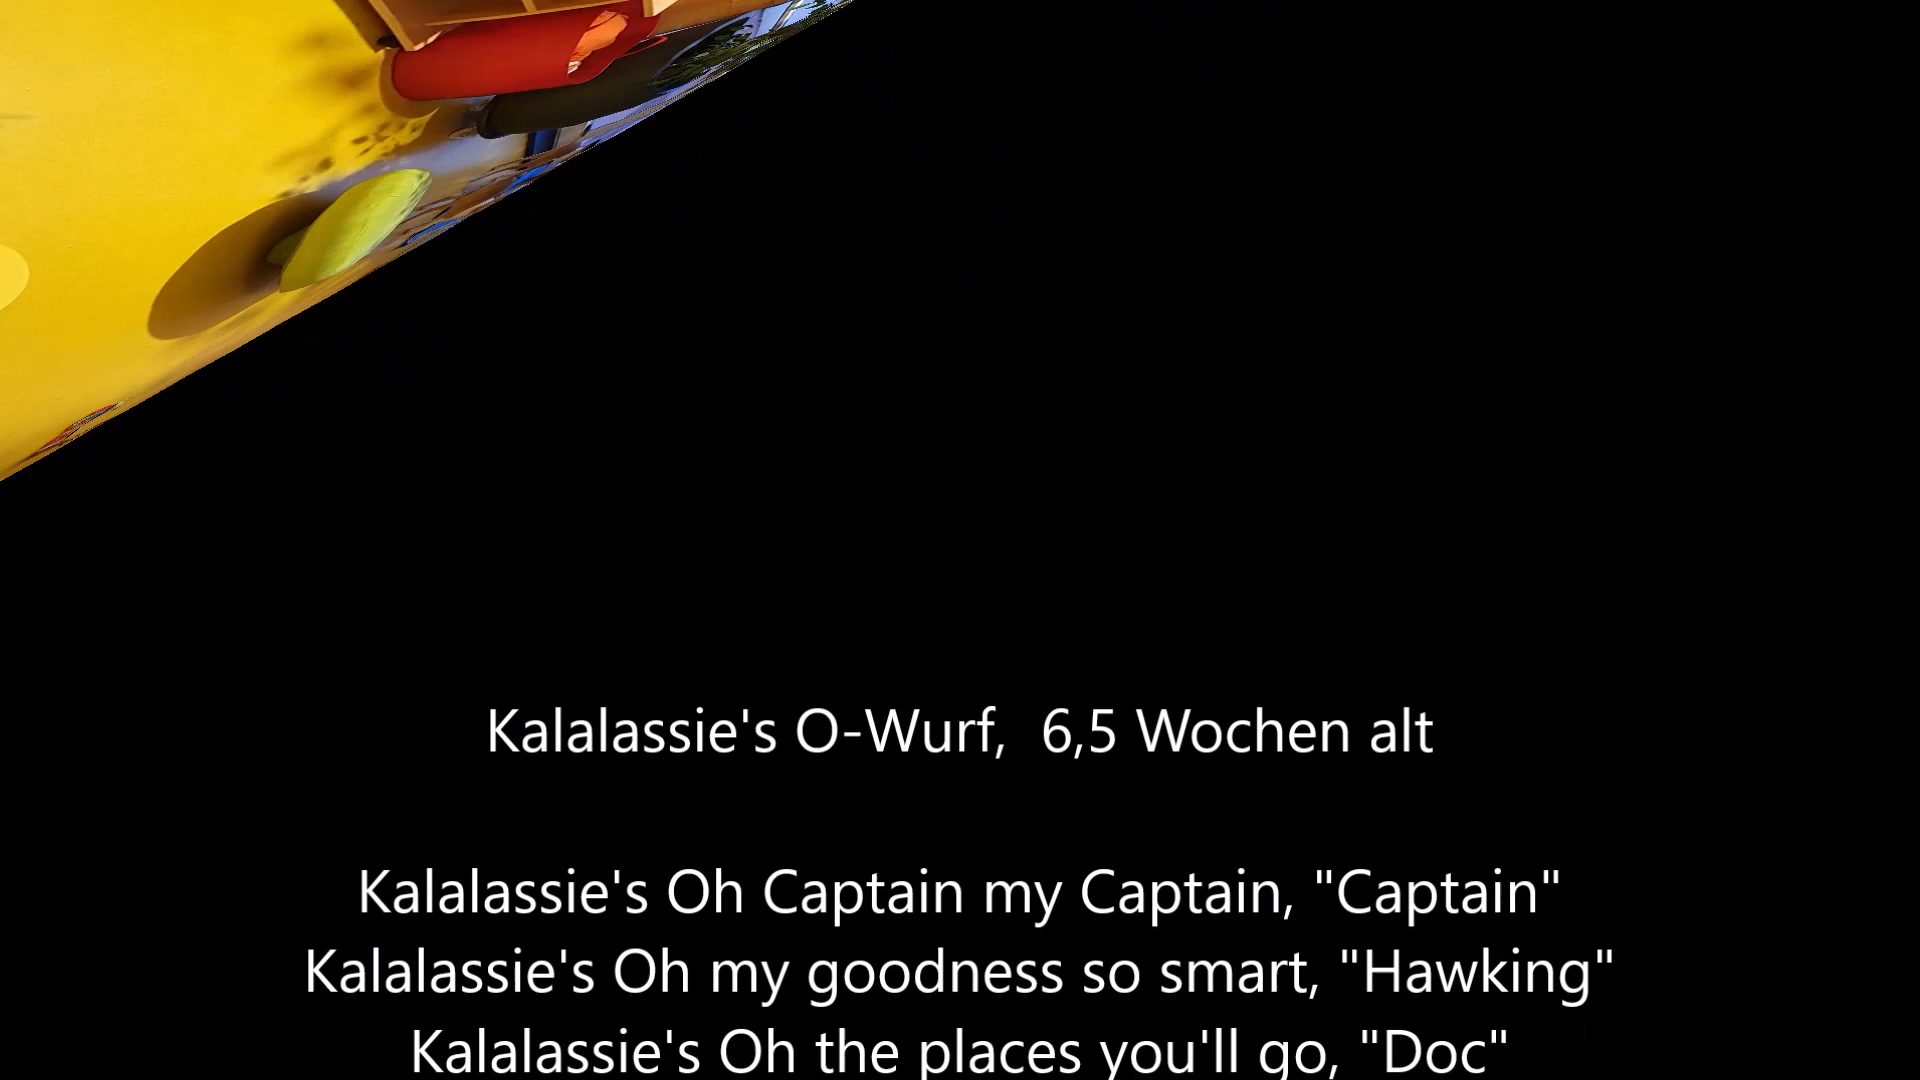 Kalalassie's O-Wurf,  6,5 Wochen alt
Kalalassie's Oh Captain my Captain, "Captain"
Kalalassie's Oh my goodness so smart, "Hawking"
Kalalassie's Oh the places you'll go, "Doc"